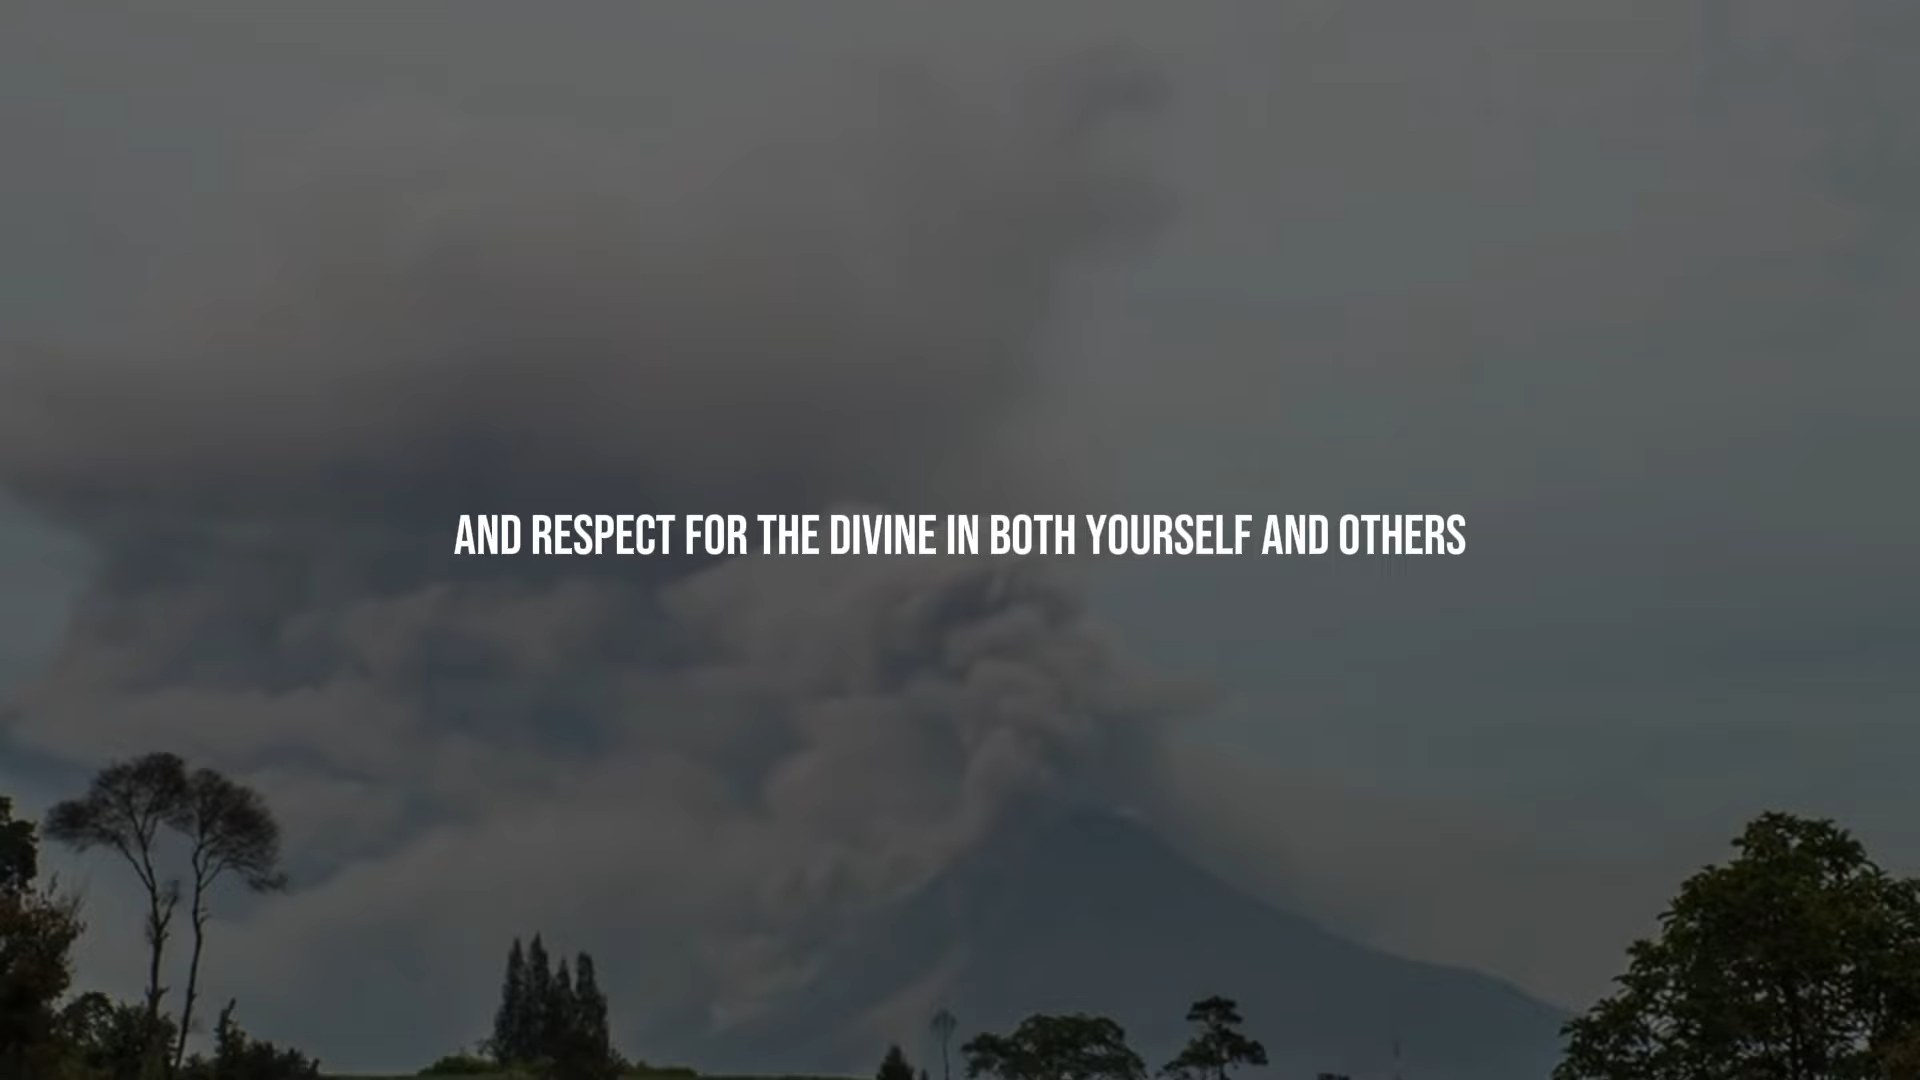 AND RESPECT FOR THE DIVINE IN BOTH YOURSELF AND OTHERS